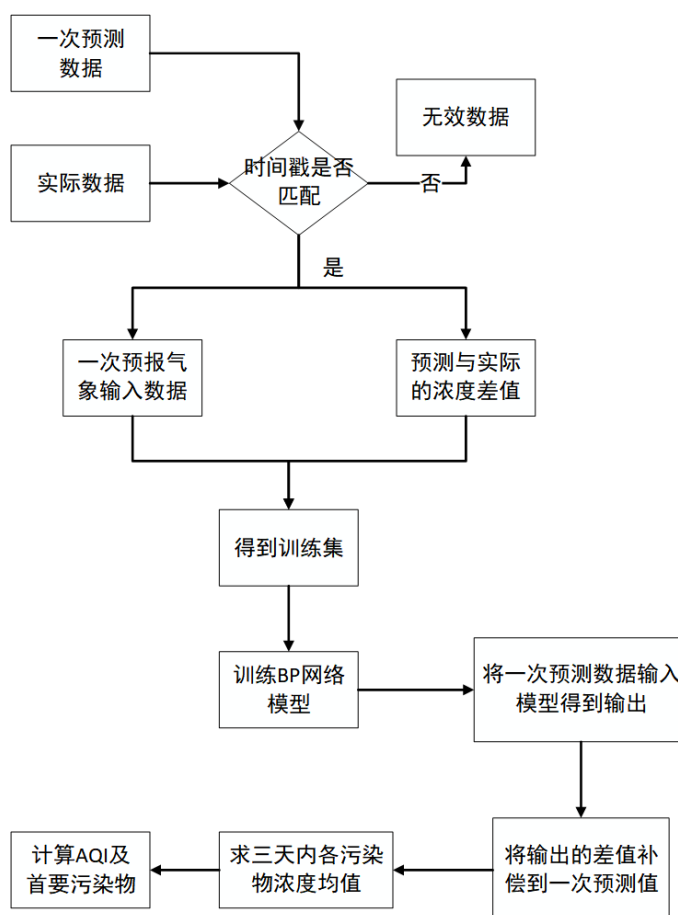 一次预测
数据
无效数据
实际数据
时间戳是否
匹配
否
是
一次预报气
象输入数据
预测与实际
的浓度差值
得到训练集
训练BP网络
模型
将一次预测数据输入
模型得到输出
计算AQI及
首要污染物
求三天内各污染
物浓度均值
将输出的差值补
偿到一次预测值